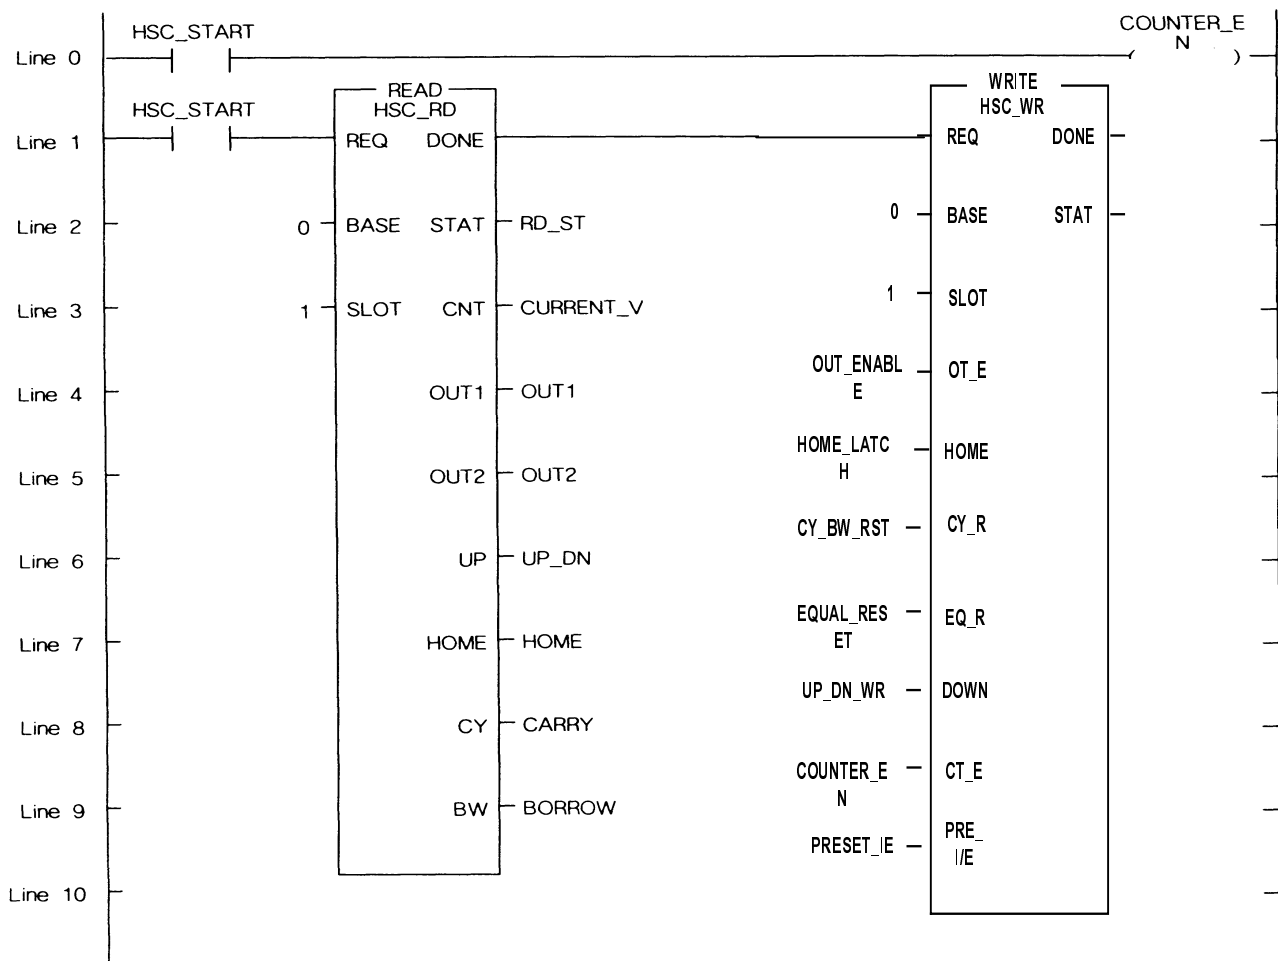 HSC_START COUNTER_E
N
Line 0 ( )
READ WRITE
HSC_START HSC_RD HSC_WR
Line 1 REQ DONE REQ DONE
Line 2 0 BASE STAT RD_ST 0 BASE STAT
Line 3 1 SLOT CNT CURRENT_V 1 SLOT
Line 4 OUT1 OUT1 OUT_ENABL OT_E
E
Line 5 OUT2 OUT2 HOME_LATC HOME
H
Line 6 UP UP_DN CY_BW_RST CY_R
Line 7 HOME HOME EQUAL_RES EQ_R
ET
UP_DN_WR DOWN
Line 8 CY CARRY
COUNTER_E CT_E
N
Line 9 BW BORROW
PRESET_IE PRE_
I/E
Line 10